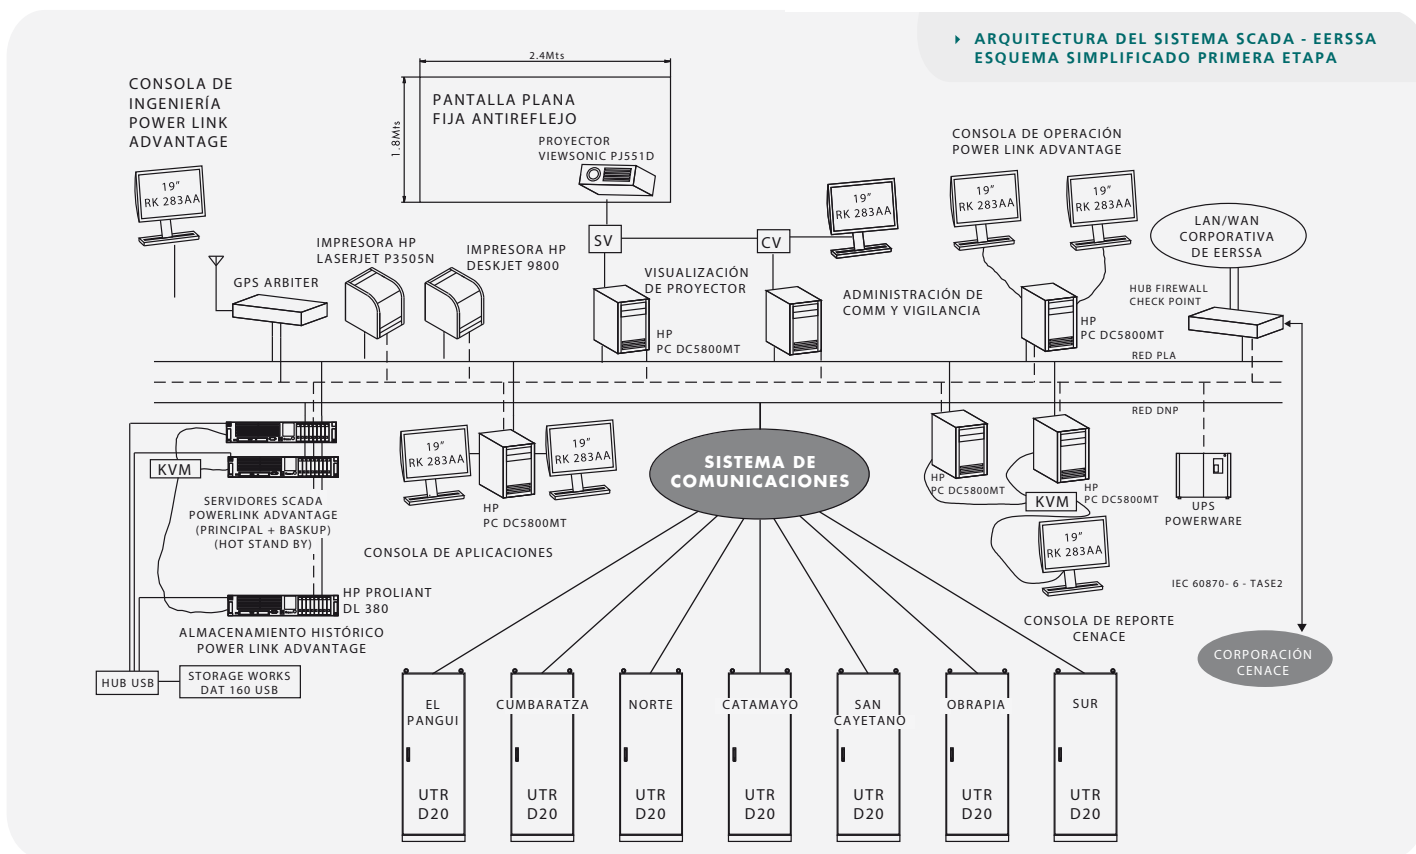 ARQUITECTURA DEL SISTEMA SCADA - EERSSA
ESQUEMA SIMPLIFICADO PRIMERA ETAPA
2.4Mts
1.8Mts
CONSOLA DE
INGENIERÍA
POWER LINK
ADVANTAGE
19"
RK 283AA
PANTALLA PLANA
FIJA ANTIREFLEJO
PROYECTOR
VIEWSONIC PJ551D
CONSOLA DE OPERACIÓN
POWER LINK ADVANTAGE
19"
RK 283AA
19"
RK 283AA
19"
RK 283AA
LAN/WAN
CORPORATIVA
DE EERSSA
SV
CV
IMPRESORA HP
LASERJET P3505N
IMPRESORA HP
DESKJET 9800
GPS ARBITER
VISUALIZACIÓN
DE PROYECTOR
HP
PC DC5800MT
ADMINISTRACIÓN DE
COMM Y VIGILANCIA
HP
PC DC5800MT
HUB FIREWALL
CHECK POINT
RED PLA
RED DNP
KVM
SERVIDORES SCADA
POWERLINK ADVANTAGE
(PRINCIPAL + BASKUP)
(HOT STAND BY)
19"
RK 283AA
19"
RK 283AA
HP
PC DC5800MT
CONSOLA DE APLICACIONES
SISTEMA DE
COMUNICACIONES
HP
PC DC5800MT
HP
PC DC5800MT
KVM
19"
RK 283AA
CONSOLA DE REPORTE
CENACE
UPS
POWERWARE
IEC 60870- 6 - TASE2
CORPORACIÓN
CENACE
HP PROLIANT
DL 380
ALMACENAMIENTO HISTÓRICO
POWER LINK ADVANTAGE
HUB USB
STORAGE WORKS
DAT 160 USB
EL
PANGUI
UTR
D20
CUMBARATZA
UTR
D20
NORTE
UTR
D20
CATAMAYO
UTR
D20
SAN
CAYETANO
UTR
D20
OBRAPIA
UTR
D20
SUR
UTR
D20